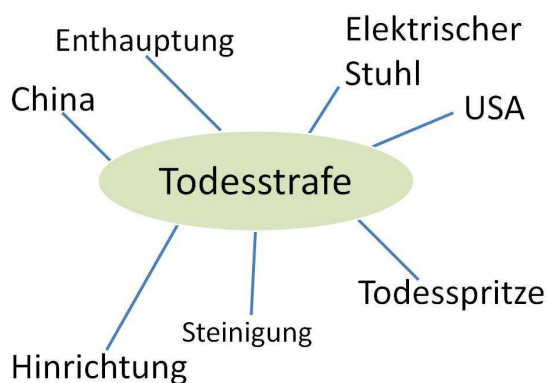 Enthauptung
Elektrischer
Stuhl
China
USA
Todesstrafe
Todesspritze
Steinigung
Hinrichtung